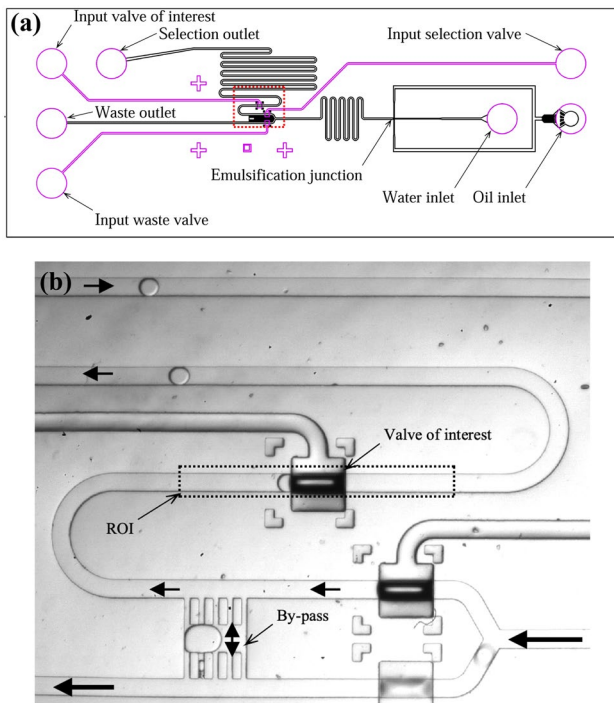 (a)
Input valve of interest
Selection outlet
Input selection valve
Waste outlet
Emulsification junction
Water inlet
Oil inlet
Input waste valve
(b)
Valve of interest
ROI
By-pass